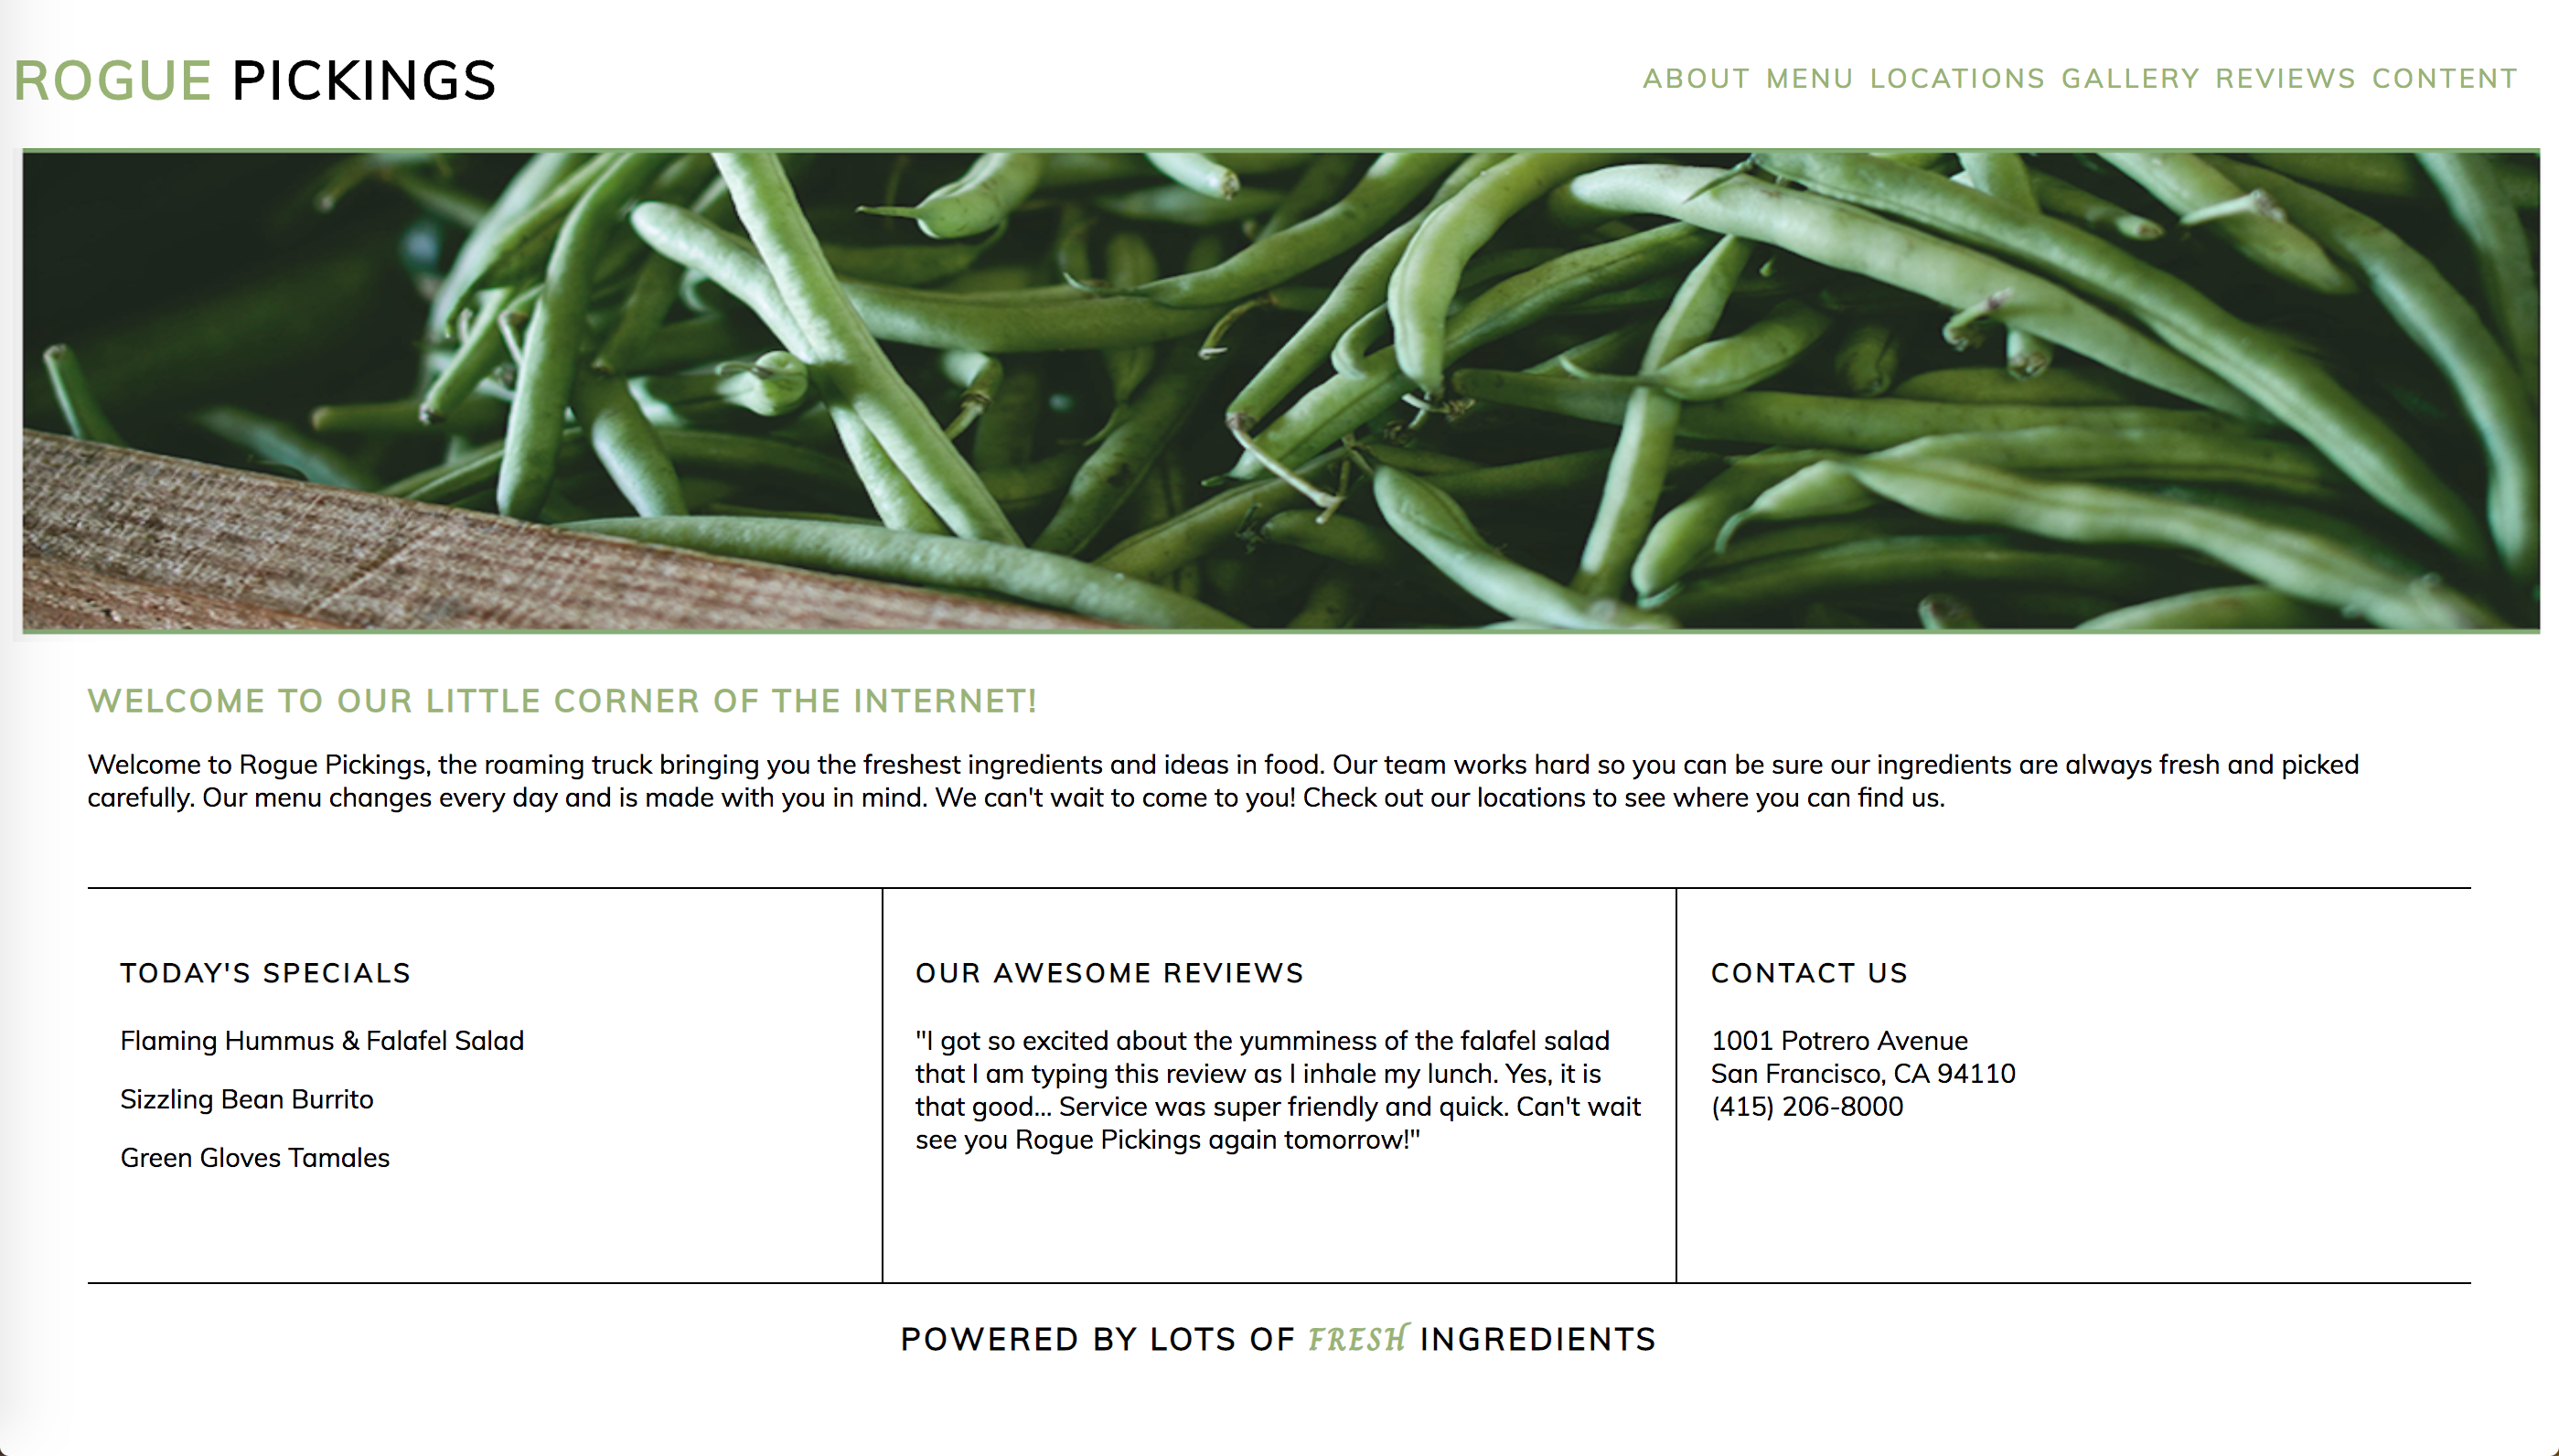 ROGUE PICKINGS
ABOUT MENU LOCATIONS GALLERY REVIEWS CONTENT
WELCOME TO OUR LITTLE CORNER OF THE INTERNET!
Welcome to Rogue Pickings, the roaming truck bringing you the freshest ingredients and ideas in food. Our team works hard so you can be sure our ingredients are always fresh and picked
carefully. Our menu changes every day and is made with you in mind. We can't wait to come to you! Check out our locations to see where you can find us.
TODAY'S SPECIALS
Flaming Hummus & Falafel Salad
Sizzling Bean Burrito
Green Gloves Tamales
OUR AWESOME REVIEWS
"I got so excited about the yumminess of the falafel salad
that I am typing this review as I inhale my lunch. Yes, it is
that good... Service was super friendly and quick. Can't wait
see you Rogue Pickings again tomorrow!"
CONTACT US
1001 Potrero Avenue
San Francisco, CA 94110
(415) 206-8000
POWERED BY LOTS OF FRESH INGREDIENTS